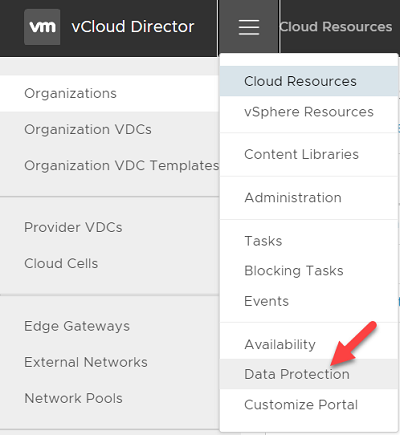 vm vCloud Director
Cloud Resources
Organizations
Organization VDCs
Organization VDC Templates
Provider VDCs
Cloud Cells
Edge Gateways
External Networks
Network Pools
Cloud Resources
vSphere Resources
Content Libraries
Administration
Tasks
Blocking Tasks
Events
Availability
Data Protection
Customize Portal